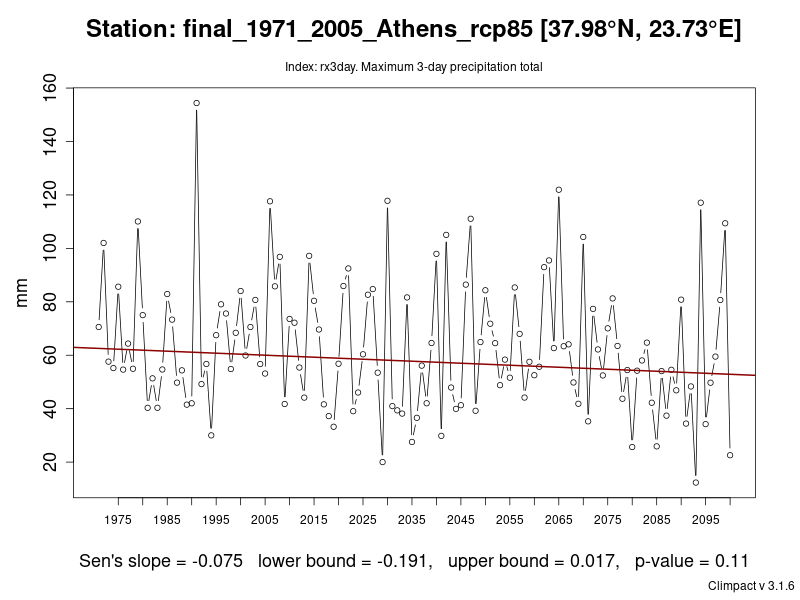 Station: final_1971_2005_Athens_rcp85 [37.98°N, 23.73°E]
Index: rx3day. Maximum 3-day precipitation total
160
140
120
100
80
60
40
20
mm
1975 1985 1995 2005 2015 2025 2035 2045 2055 2065 2075 2085 2095
Sen's slope = -0.075 lower bound = -0.191, upper bound = 0.017, p-value = 0.11
Climpact v 3.1.6